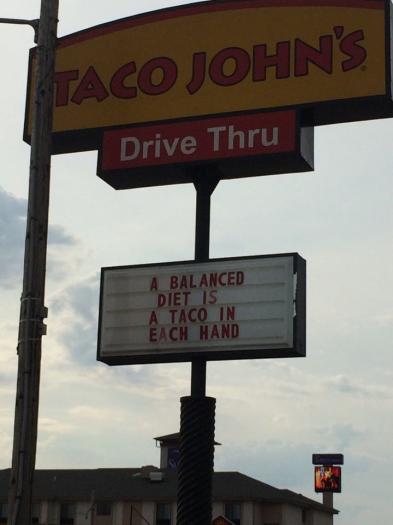 TACO JOHN'S
Drive Thru
A BALANCED
DIET IS
A TACO IN
EACH HAND